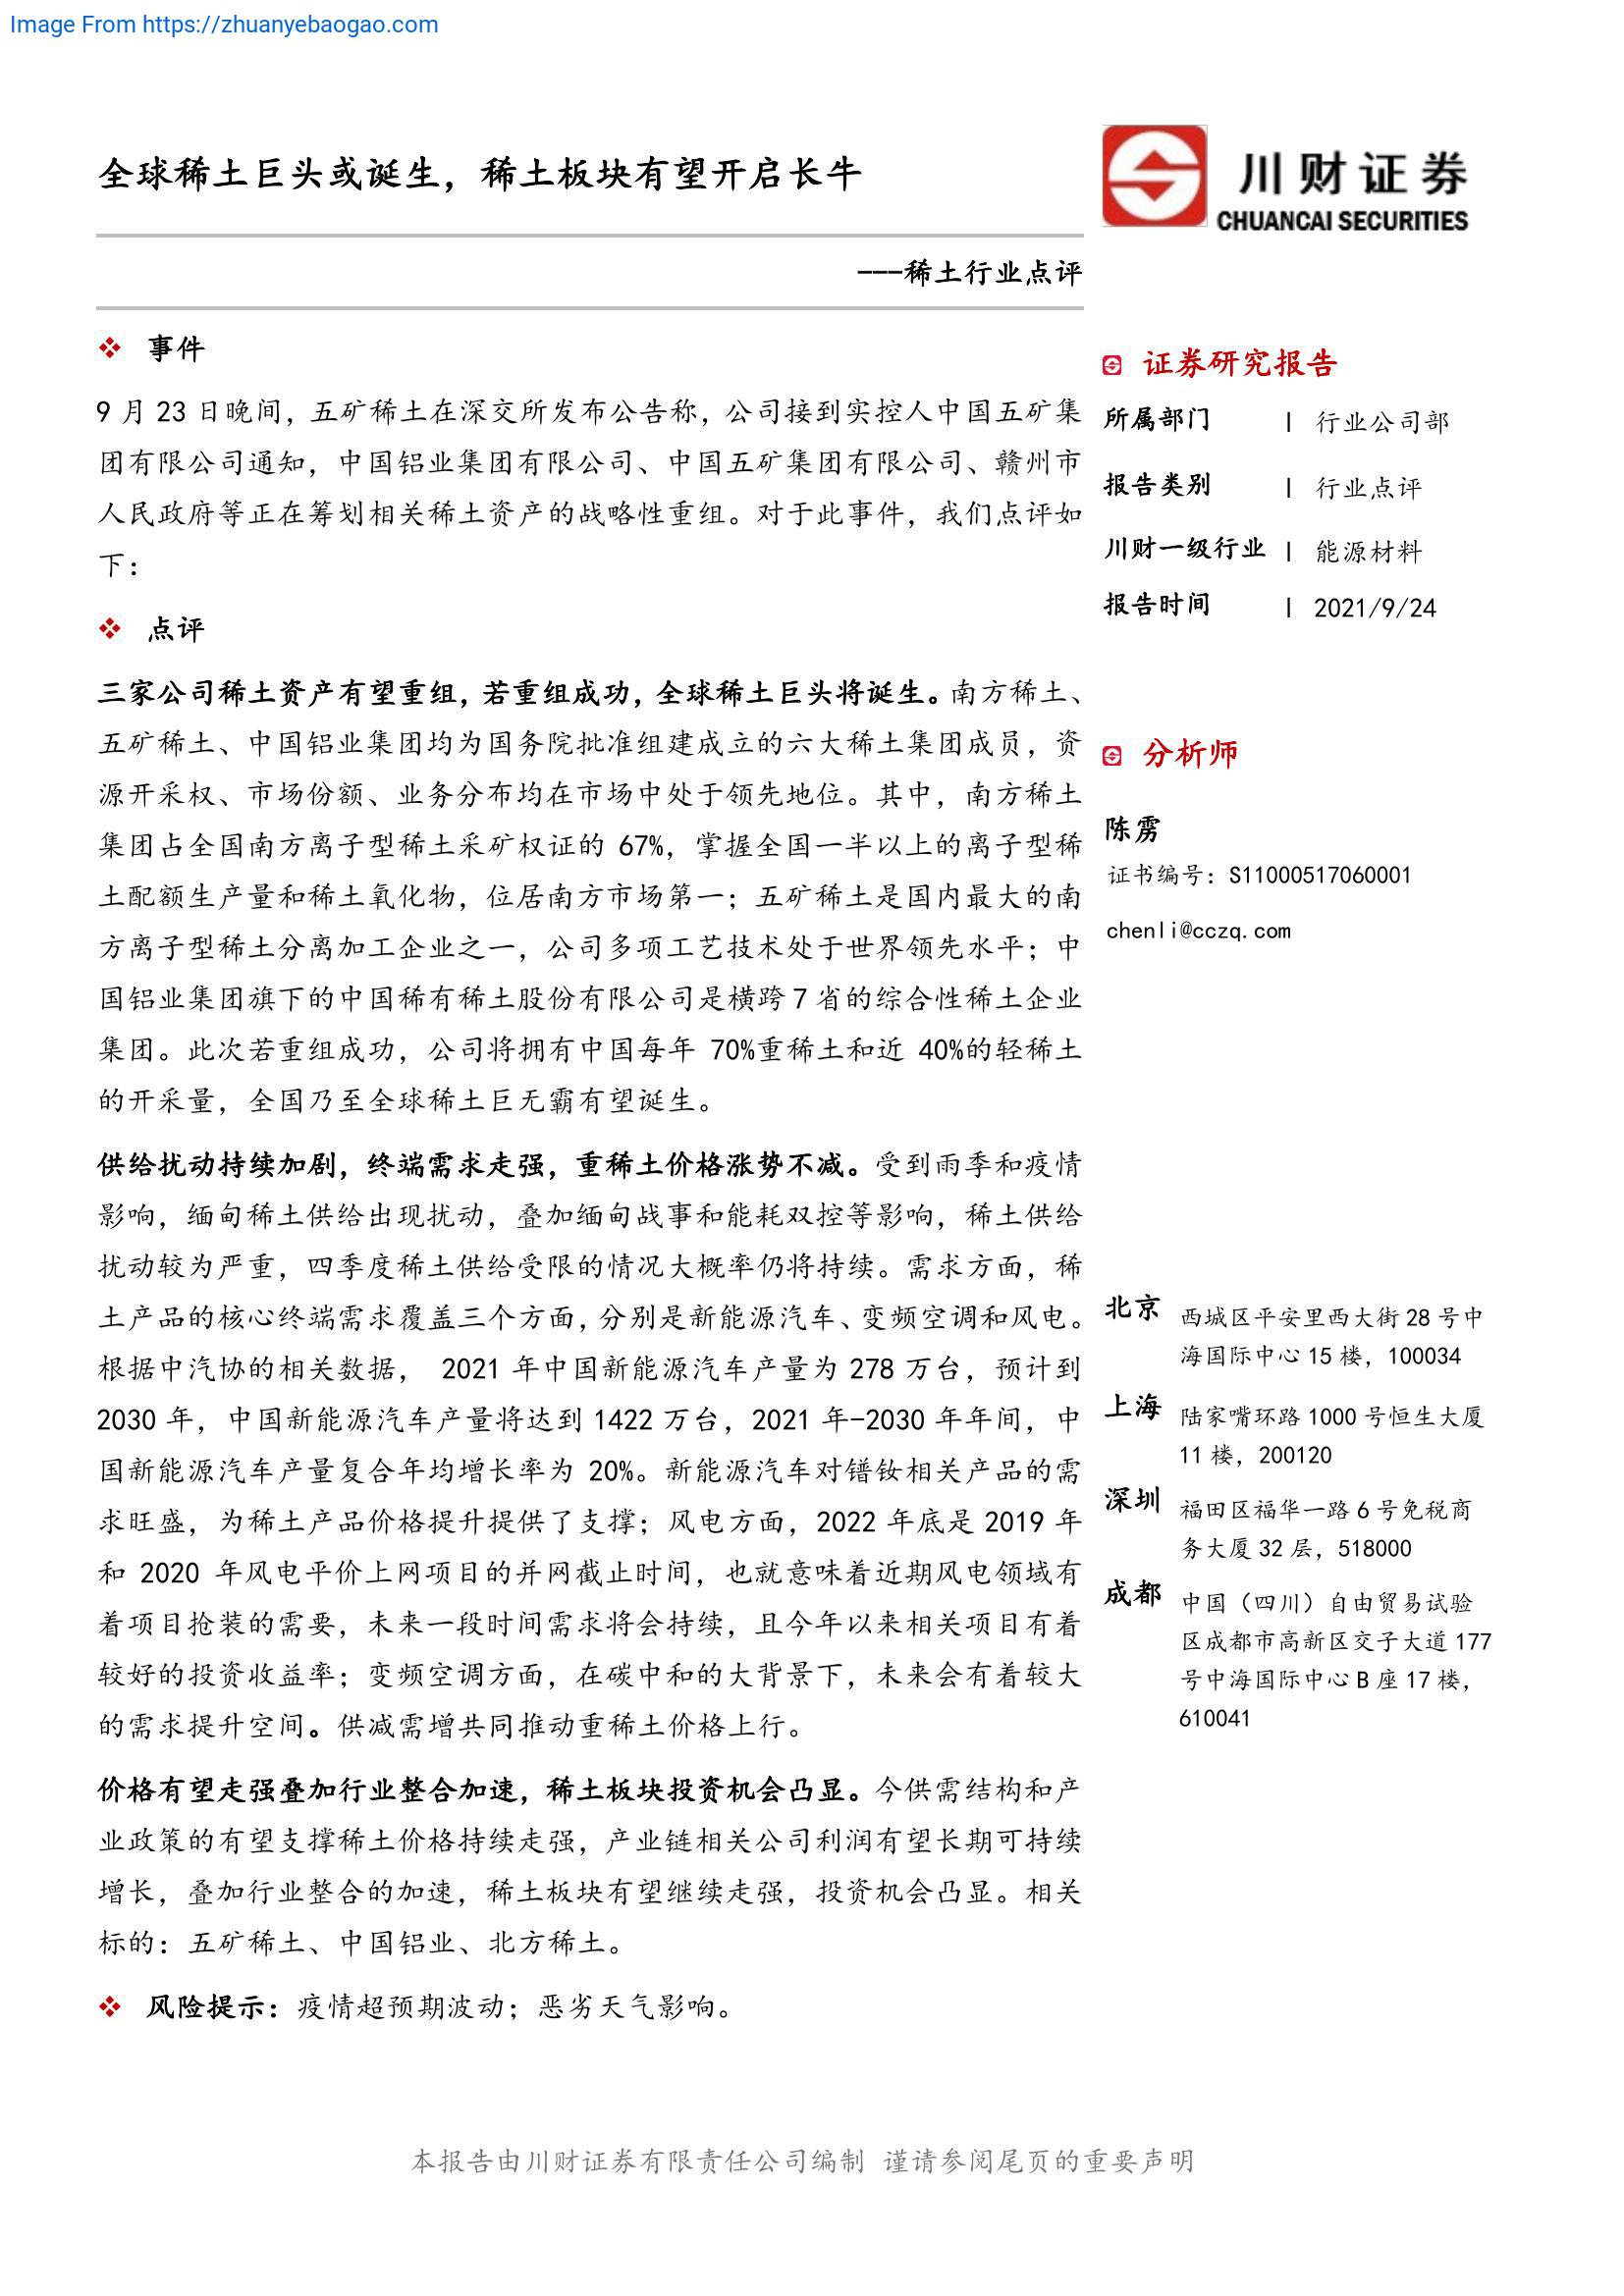 Image From https://zhuanyebaogao.com
全球稀土巨头或诞生，稀土板块有望开启长牛
---稀土行业点评
❖ 事件
9 月 23 日晚间，五矿稀土在深交所发布公告称，公司接到实控人中国五矿集
团有限公司通知，中国铝业集团有限公司、中国五矿集团有限公司、赣州市
人民政府等正在筹划相关稀土资产的战略性重组。对于此事件，我们点评如
下：
❖ 点评
三家公司稀土资产有望重组，若重组成功，全球稀土巨头将诞生。南方稀土、
五矿稀土、中国铝业集团均为国务院批准组建成立的六大稀土集团成员，资
源开采权、市场份额、业务分布均在市场中处于领先地位。其中，南方稀土
集团占全国南方离子型稀土采矿权证的 67%，掌握全国一半以上的离子型稀
土配额生产量和稀土氧化物，位居南方市场第一；五矿稀土是国内最大的南
方离子型稀土分离加工企业之一，公司多项工艺技术处于世界领先水平；中
国铝业集团旗下的中国稀有稀土股份有限公司是横跨 7 省的综合性稀土企业
集团。此次若重组成功，公司将拥有中国每年 70%重稀土和近 40%的轻稀土
的开采量，全国乃至全球稀土巨无霸有望诞生。
供给扰动持续加剧，终端需求走强，重稀土价格涨势不减。受到雨季和疫情
影响，缅甸稀土供给出现扰动，叠加缅甸战事和能耗双控等影响，稀土供给
扰动较为严重，四季度稀土供给受限的情况大概率仍将持续。需求方面，稀
土产品的核心终端需求覆盖三个方面，分别是新能源汽车、变频空调和风电。
根据中汽协的相关数据， 2021 年中国新能源汽车产量为 278 万台，预计到
2030 年，中国新能源汽车产量将达到 1422 万台，2021 年-2030 年年间，中
国新能源汽车产量复合年均增长率为 20%。新能源汽车对镨钕相关产品的需
求旺盛，为稀土产品价格提升提供了支撑；风电方面，2022 年底是 2019 年
和 2020 年风电平价上网项目的并网截止时间，也就意味着近期风电领域有
着项目抢装的需要，未来一段时间需求将会持续，且今年以来相关项目有着
较好的投资收益率；变频空调方面，在碳中和的大背景下，未来会有着较大
的需求提升空间。供减需增共同推动重稀土价格上行。
价格有望走强叠加行业整合加速，稀土板块投资机会凸显。今供需结构和产
业政策的有望支撑稀土价格持续走强，产业链相关公司利润有望长期可持续
增长，叠加行业整合的加速，稀土板块有望继续走强，投资机会凸显。相关
标的：五矿稀土、中国铝业、北方稀土。
❖ 风险提示：疫情超预期波动；恶劣天气影响。
川财证券
CHUANCAI SECURITIES
证券研究报告
所属部门 | 行业公司部
报告类别 | 行业点评
川财一级行业 | 能源材料
报告时间 | 2021/9/24
分析师
陈雳
证书编号：S11000517060001
chenli@cczq.com
北京 西城区平安里西大街 28 号中
海国际中心 15 楼，100034
上海 陆家嘴环路 1000 号恒生大厦
11 楼，200120
深圳 福田区福华一路 6 号免税商
务大厦 32 层，518000
成都 中国（四川）自由贸易试验
区成都市高新区交子大道 177
号中海国际中心 B 座 17 楼，
610041
本报告由川财证券有限责任公司编制 谨请参阅尾页的重要声明